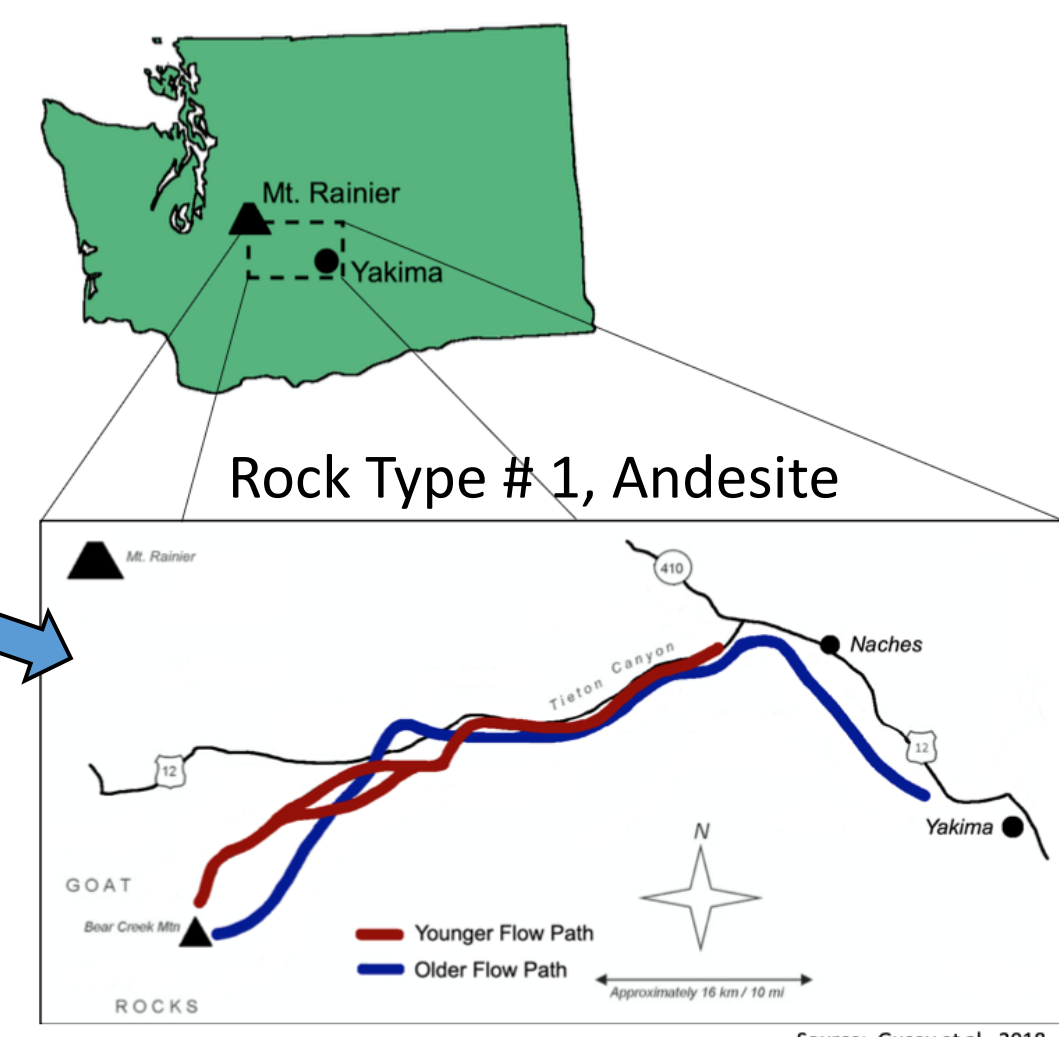 Mt. Rainier
Yakima
Rock Type # 1, Andesite
Mt. Rainier
410
Naches
Tieton Canyon
12
12
Yakima
N
GOAT
Bear Creek Mtn
Younger Flow Path
Older Flow Path
Approximately 16 km / 10 mi
ROCKS